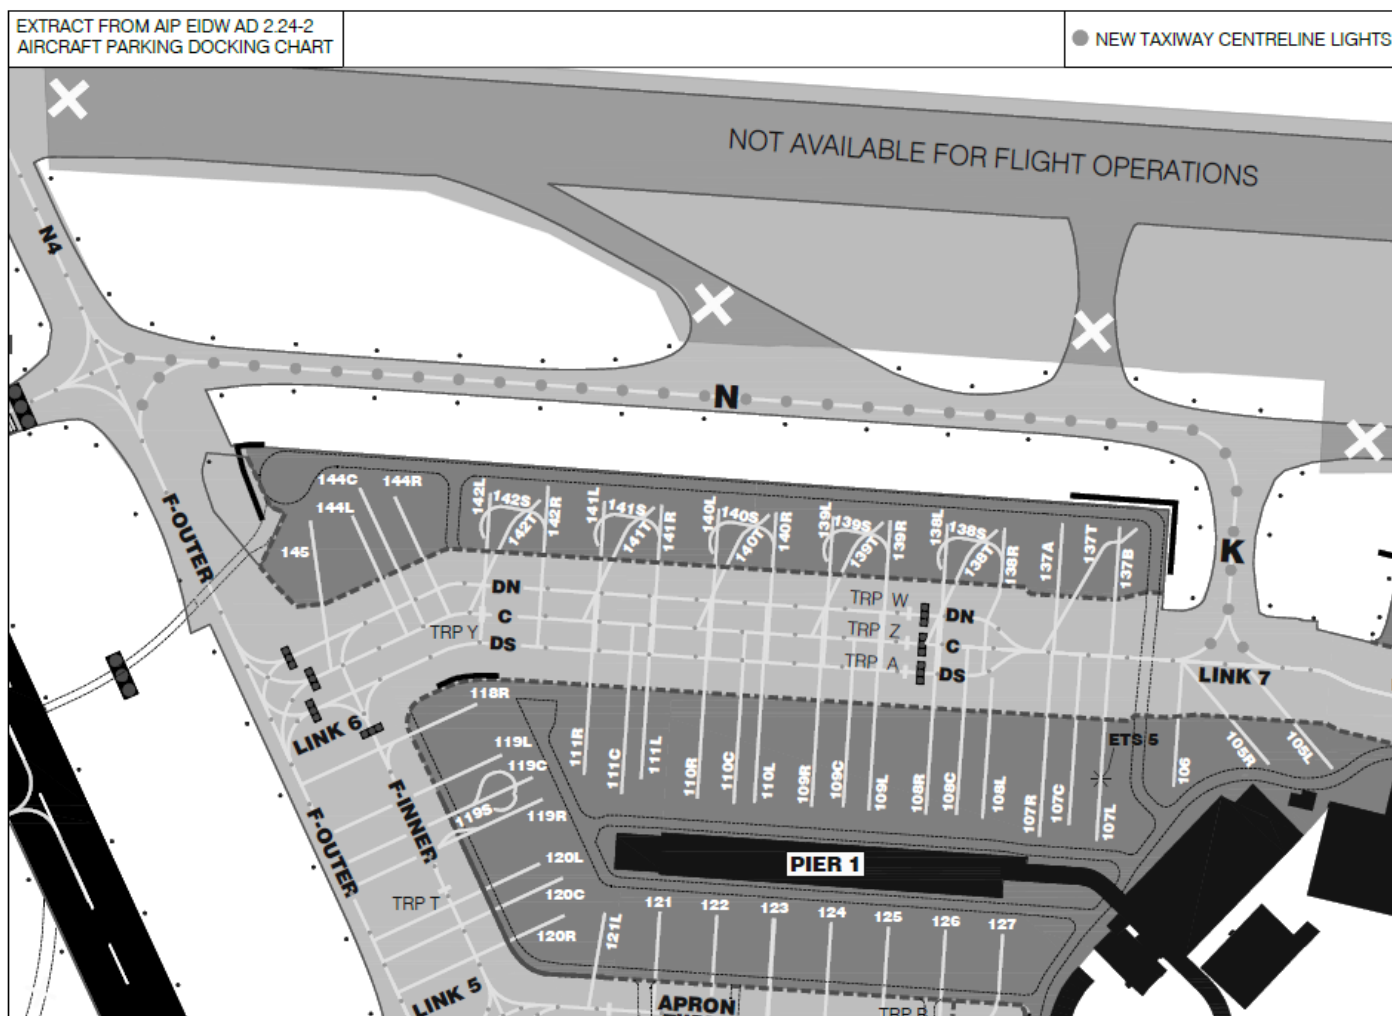 EXTRACT FROM AIP EIDW AD 2.24-2
AIRCRAFT PARKING DOCKING CHART
NEW TAXIWAY CENTRELINE LIGHTS
NOT AVAILABLE FOR FLIGHT OPERATIONS
N4
N
K
F-OUTER
144C
144R
144L
145
142L
142S
142T
142R
141L
141S
141T
141R
140L
140S
140T
140R
139L
139S
139T
139R
138L
138S
138T
138R
137A
137T
137B
DN
C
DS
TRP Y
TRP W
TRP Z
TRP A
DN
C
DS
LINK 7
LINK 6
118R
119L
119C
119S
119R
111R
111C
111L
110R
110C
110L
109R
109C
109L
108R
108C
108L
107R
107C
107L
ETS 5
106
105R
105L
F-INNER
F-OUTER
PIER 1
120L
120C
120R
TRP T
121L
121
122
123
124
125
126
127
LINK 5
APRON